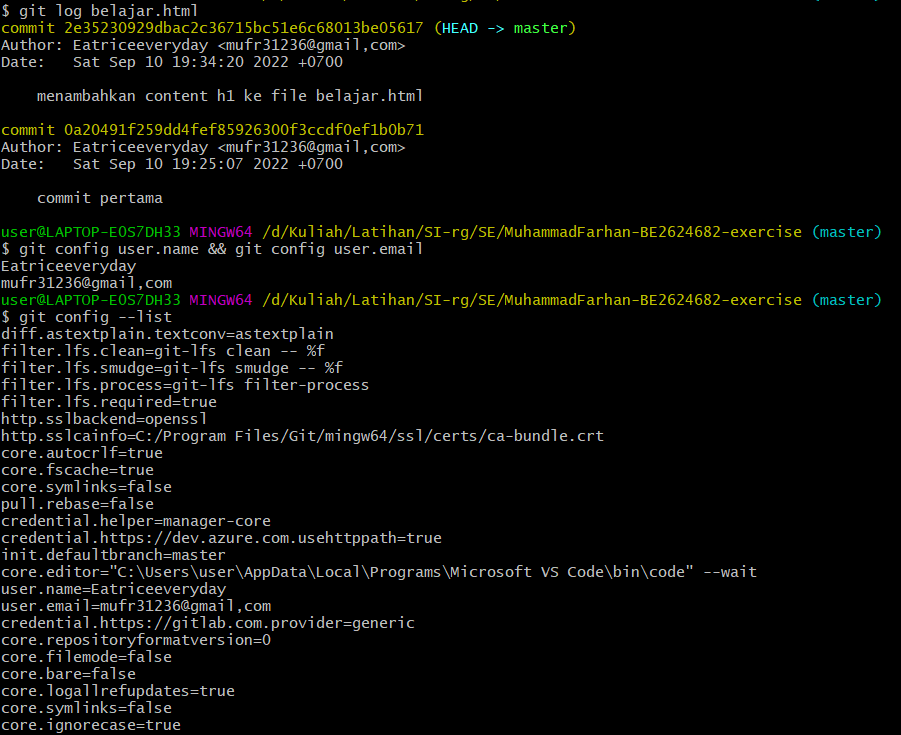 $ git log belajar.html
commit 2e35230929dbac2c36715bc51e6c68013be05617 (HEAD -> master)
Author: Eatriceeveryday <mufr31236@gmail,com>
Date:   Sat Sep 10 19:34:20 2022 +0700
    menambahkan content h1 ke file belajar.html
commit 0a20491f259dd4fef85926300f3ccdf0ef1b0b71
Author: Eatriceeveryday <mufr31236@gmail,com>
Date:   Sat Sep 10 19:25:07 2022 +0700
    commit pertama
user@LAPTOP-EOS7DH33 MINGW64 /d/Kuliah/Latihan/SI-rg/SE/MuhammadFarhan-BE2624682-exercise (master)
$ git config user.name && git config user.email
Eatriceeveryday
mufr31236@gmail,com
user@LAPTOP-EOS7DH33 MINGW64 /d/Kuliah/Latihan/SI-rg/SE/MuhammadFarhan-BE2624682-exercise (master)
$ git config --list
diff.astextplain.textconv=astextplain
filter.lfs.clean=git-lfs clean -- %f
filter.lfs.smudge=git-lfs smudge -- %f
filter.lfs.process=git-lfs filter-process
filter.lfs.required=true
http.sslbackend=openssl
http.sslcainfo=C:/Program Files/Git/mingw64/ssl/certs/ca-bundle.crt
core.autocrlf=true
core.fscache=true
core.symlinks=false
pull.rebase=false
credential.helper=manager-core
credential.https://dev.azure.com.usehttppath=true
init.defaultbranch=master
core.editor="C:\Users\user\AppData\Local\Programs\Microsoft VS Code\bin\code" --wait
user.name=Eatriceeveryday
user.email=mufr31236@gmail,com
credential.https://gitlab.com.provider=generic
core.repositoryformatversion=0
core.filemode=false
core.bare=false
core.logallrefupdates=true
core.symlinks=false
core.ignorecase=true